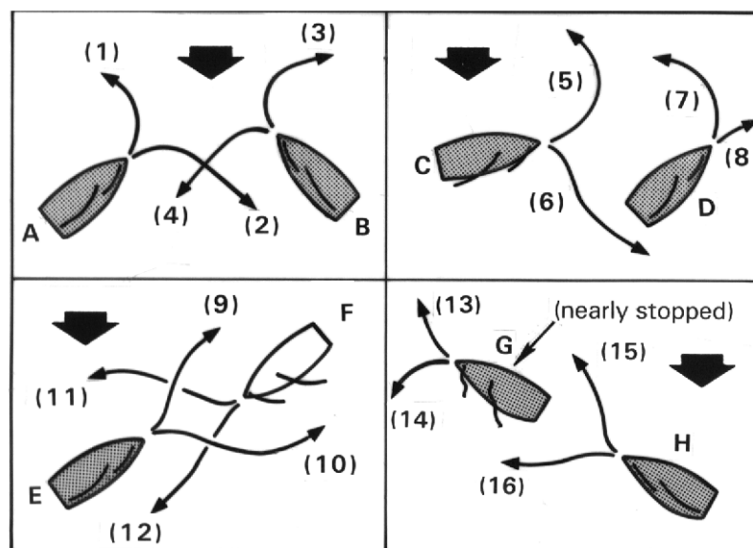 (1)
(3)
(4)
(2)
A
B
(5)
(7)
(8)
C
(6)
D
(9)
F
(11)
(10)
E
(12)
(13)
(nearly stopped)
G
(15)
(14)
H
(16)